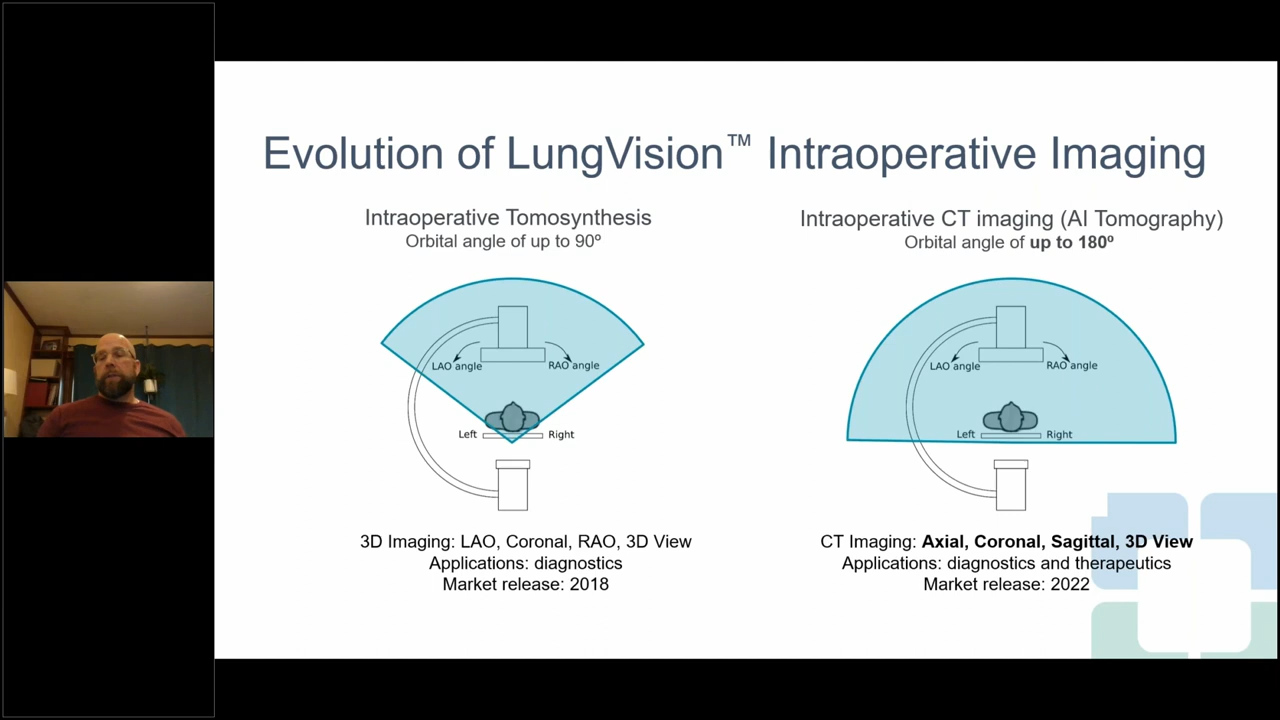 Evolution of LungVision™ Intraoperative Imaging
Intraoperative Tomosynthesis
Orbital angle of up to 90º
LAO angle
RAO angle
Left
Right
3D Imaging: LAO, Coronal, RAO, 3D View
Applications: diagnostics
Market release: 2018
Intraoperative CT imaging (AI Tomography)
Orbital angle of up to 180º
LAO angle
RAO angle
Left
Right
CT Imaging: Axial, Coronal, Sagittal, 3D View
Applications: diagnostics and therapeutics
Market release: 2022